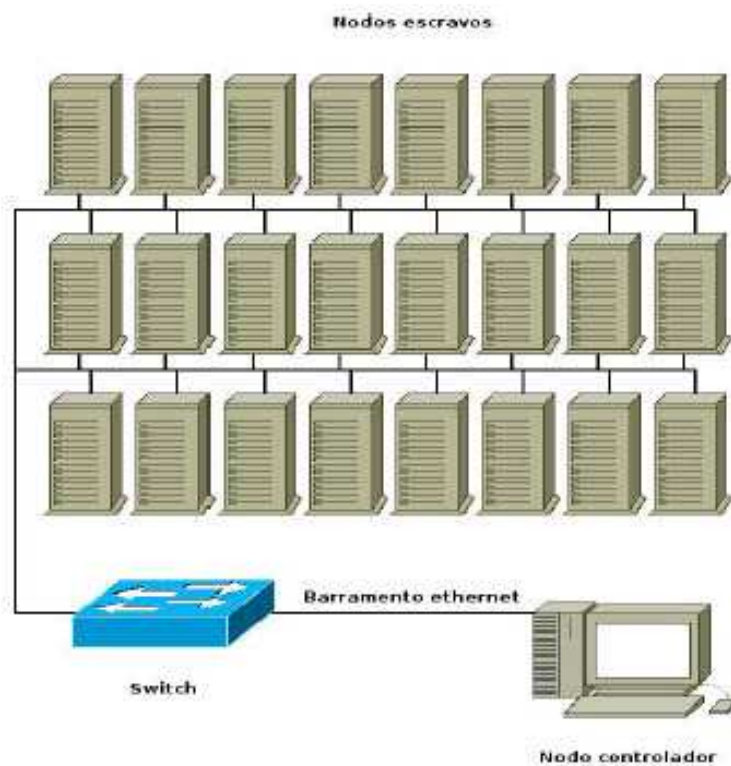 Nodos escravos
Barramento ethernet
Switch
Nodo controlador